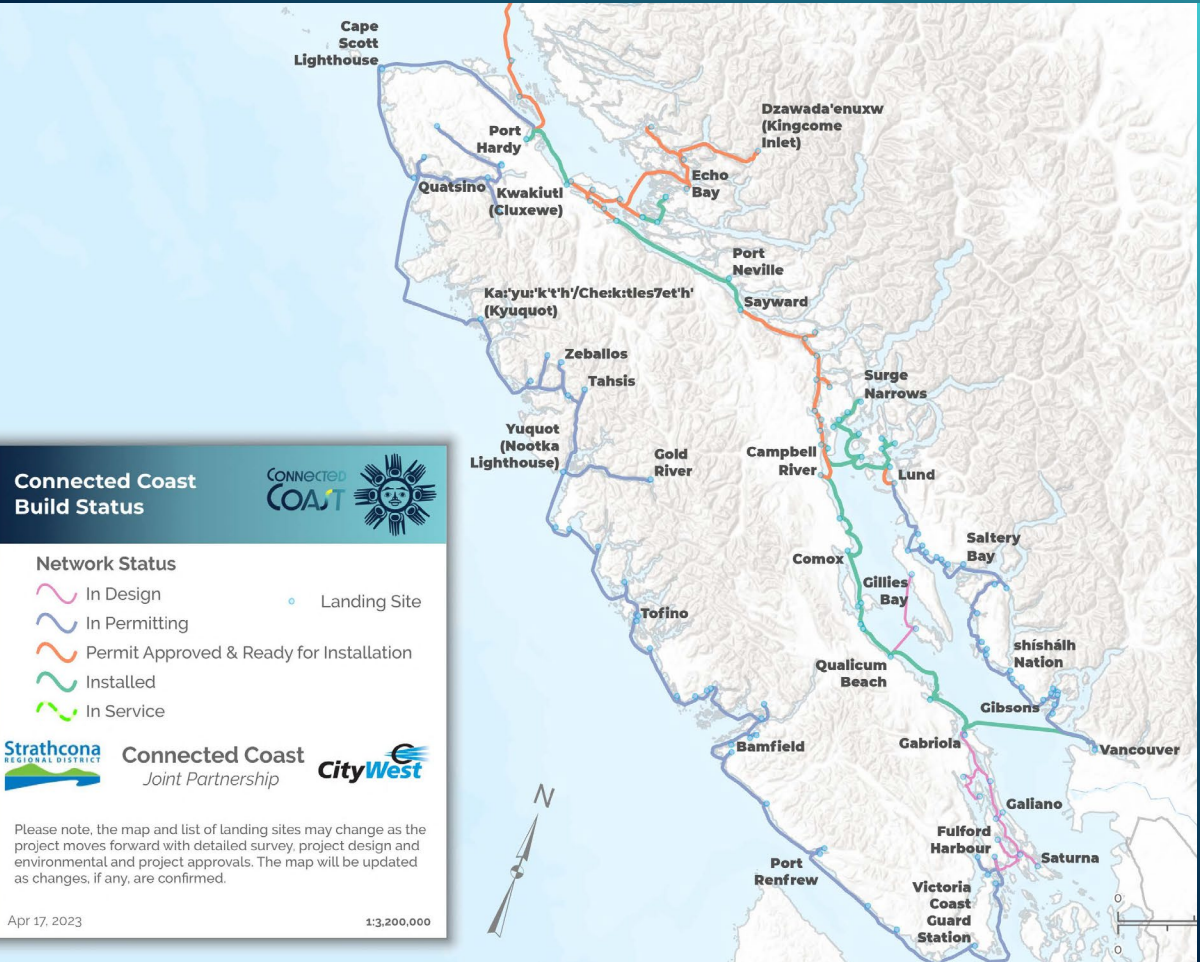 Cape
Scott
Lighthouse
Port
Hardy
Dzawada'enuxw
(Kingcome
Inlet)
Quatsino
Kwakiutl
(Cluxewe)
Echo
Bay
Port
Neville
Ka:'yu:'k't'h'/Che:k:tles7et'h'
(Kyuquot)
Sayward
Zeballos
Tahsis
Surge
Narrows
Yuquot
(Nootka
Lighthouse)
Gold
River
Campbell
River
Lund
Saltery
Bay
Comox
Gillies
Bay
Tofino
shíshálh
Nation
Qualicum
Beach
Gibsons
Bamfield
Gabriola
Vancouver
Galiano
Fulford
Harbour
Saturna
Port
Renfrew
Victoria
Coast
Guard
Station
N
0
0
Connected Coast
Build Status
CONNECTED
COAST
Network Status
In Design
Landing Site
In Permitting
Permit Approved & Ready for Installation
Installed
In Service
Strathcona
REGIONAL DISTRICT
Connected Coast
Joint Partnership
CityWest
Please note, the map and list of landing sites may change as the
project moves forward with detailed survey, project design and
environmental and project approvals. The map will be updated
as changes, if any, are confirmed.
Apr 17, 2023
1:3,200,000